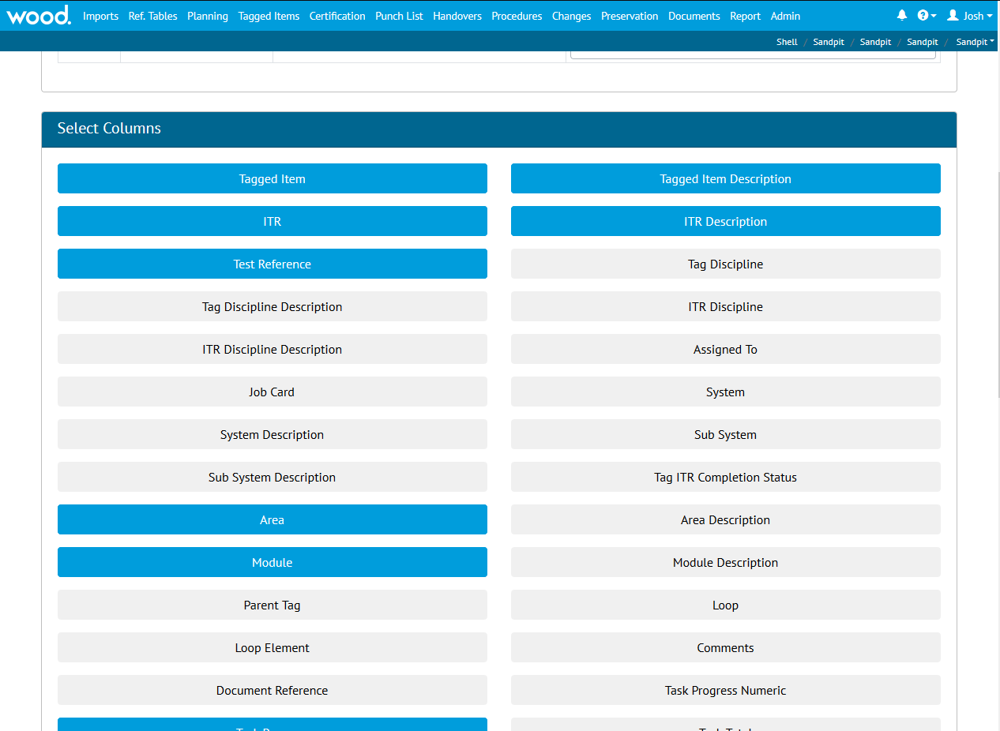 wood. Imports Ref. Tables Planning Tagged Items Certification Punch List Handovers Procedures Changes Preservation Documents Report Admin Josh
Shell / Sandpit / Sandpit / Sandpit / Sandpit
Select Columns
Tagged Item Tagged Item Description
ITR ITR Description
Test Reference Tag Discipline
Tag Discipline Description ITR Discipline
ITR Discipline Description Assigned To
Job Card System
System Description Sub System
Sub System Description Tag ITR Completion Status
Area Area Description
Module Module Description
Parent Tag Loop
Loop Element Comments
Document Reference Task Progress Numeric